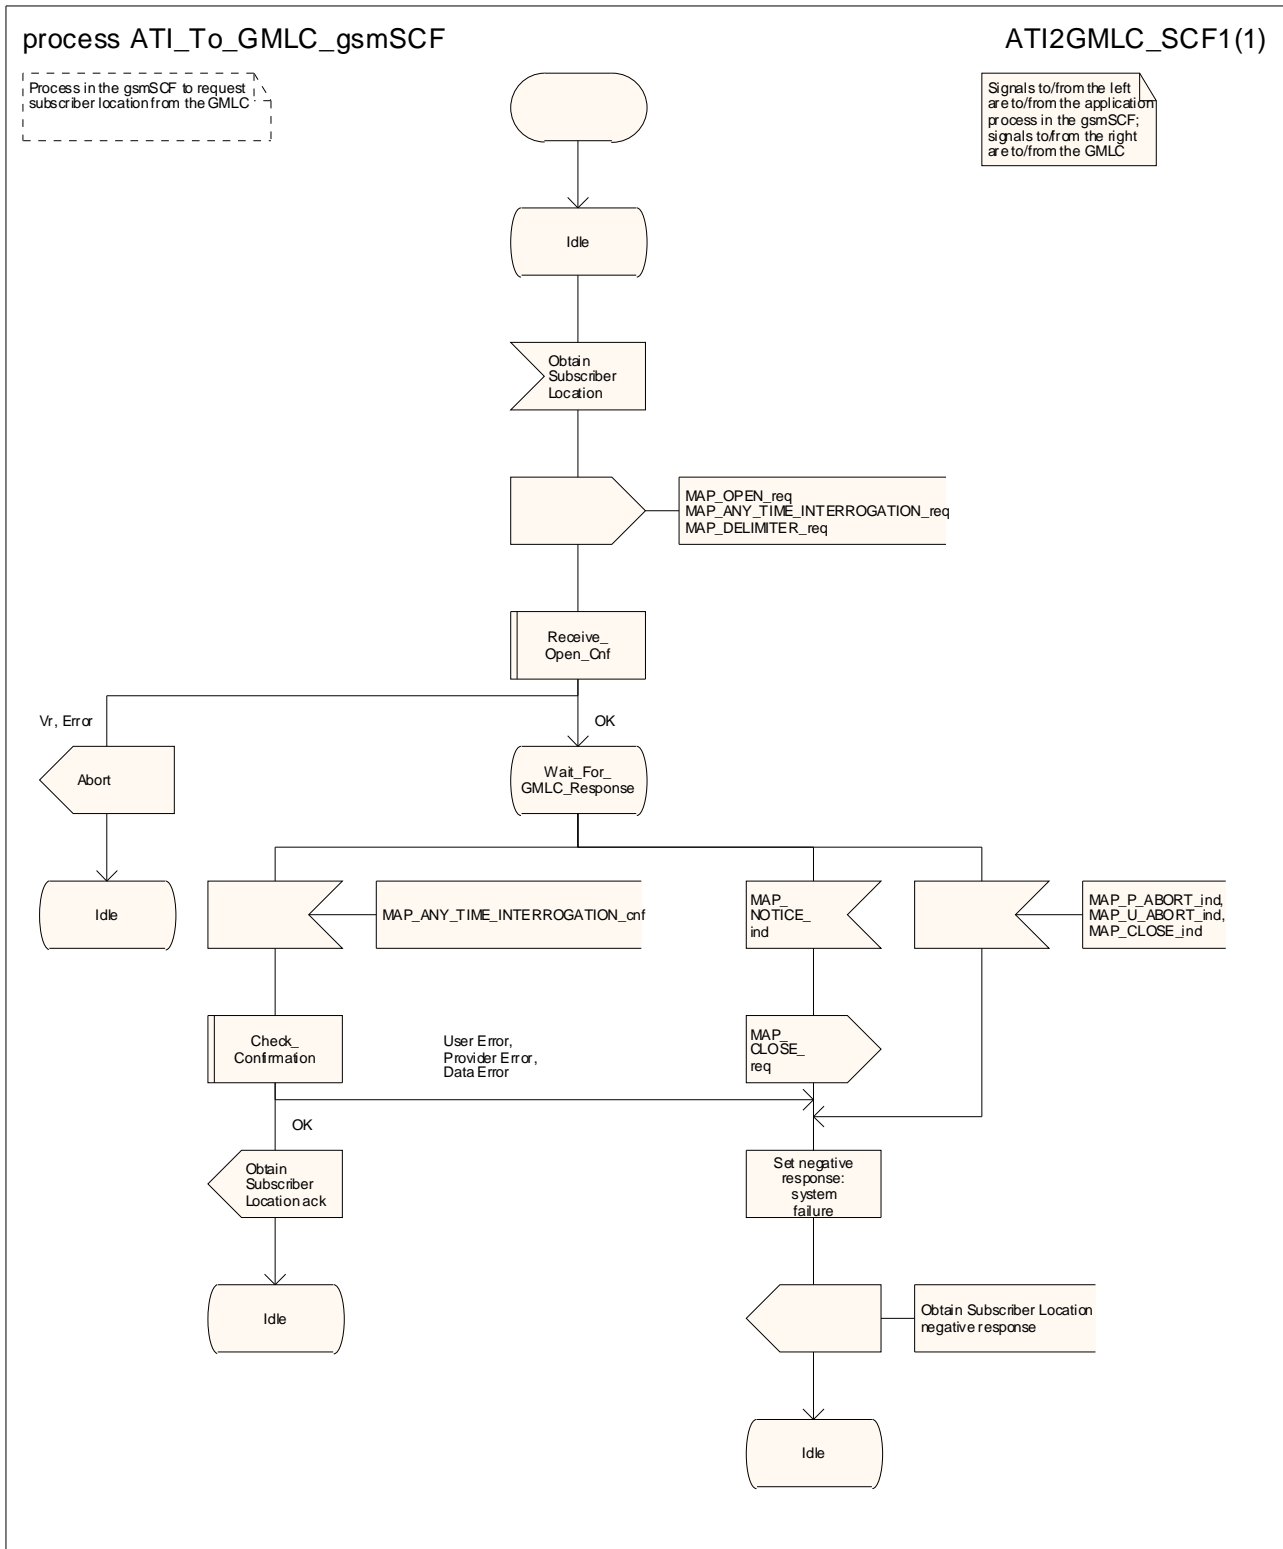 process ATI_To_GMLC_gsmSCF
ATI2GMLC_SCF1(1)
Process in the gsmSCF to request
subscriber location from the GMLC
Signals to/from the left
are to/from the application
process in the gsmSCF;
signals to/from the right
are to/from the GMLC
Idle
Obtain
Subscriber
Location
MAP_OPEN_req
MAP_ANY_TIME_INTERROGATION_req
MAP_DELIMITER_req
Receive_
Open_Cnf
Vr, Error
OK
Abort
Wait_For_
GMLC_Response
Idle
MAP_ANY_TIME_INTERROGATION_cnf
MAP_
NOTICE_
ind
MAP_P_ABORT_ind,
MAP_U_ABORT_ind,
MAP_CLOSE_ind
Check_
Confirmation
User Error,
Provider Error,
Data Error
MAP_
CLOSE_
req
OK
Obtain
Subscriber
Location ack
Set negative
response:
system
failure
Idle
Obtain Subscriber Location
negative response
Idle